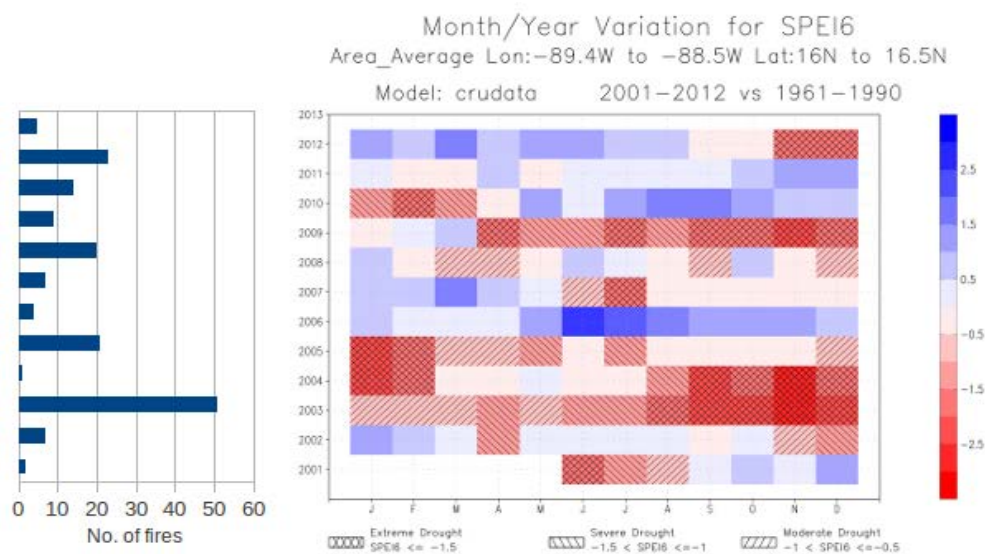 Month/Year Variation for SPEI6
Area_Average Lon:-89.4W to -88.5W Lat:16N to 16.5N
Model: crudata 2001-2012 vs 1961-1990
2013
2012
2011
2010
2009
2008
2007
2006
2005
2004
2003
2002
2001
J F M A M J J A S O N D
2.5
1.5
0.5
-0.5
-1.5
-2.5
0 10 20 30 40 50 60
No. of fires
Extreme Drought
SPEI6 <= -1.5
Severe Drought
-1.5 < SPEI6 <=-1
Moderate Drought
-1 < SPEI6 <=-0.5